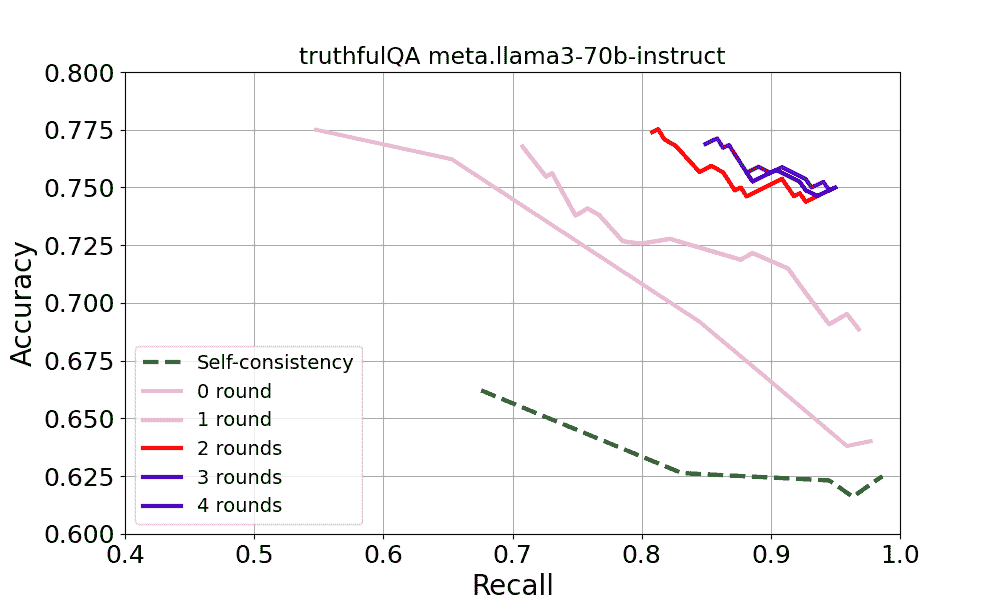 truthfulQA meta.llama3-70b-instruct
0.800
0.775
0.750
0.725
0.700
0.675
0.650
0.625
0.600
Accuracy
Self-consistency
0 round
1 round
2 rounds
3 rounds
4 rounds
0.4 0.5 0.6 0.7 0.8 0.9 1.0
Recall